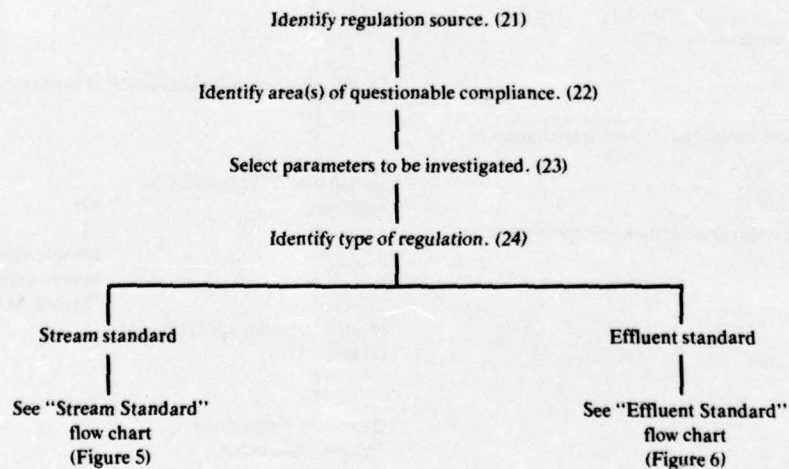 Identify regulation source. (21)
Identify area(s) of questionable compliance. (22)
Select parameters to be investigated. (23)
Identify type of regulation. (24)
Stream standard
Effluent standard
See "Stream Standard"
flow chart
(Figure 5)
See "Effluent Standard"
flow chart
(Figure 6)